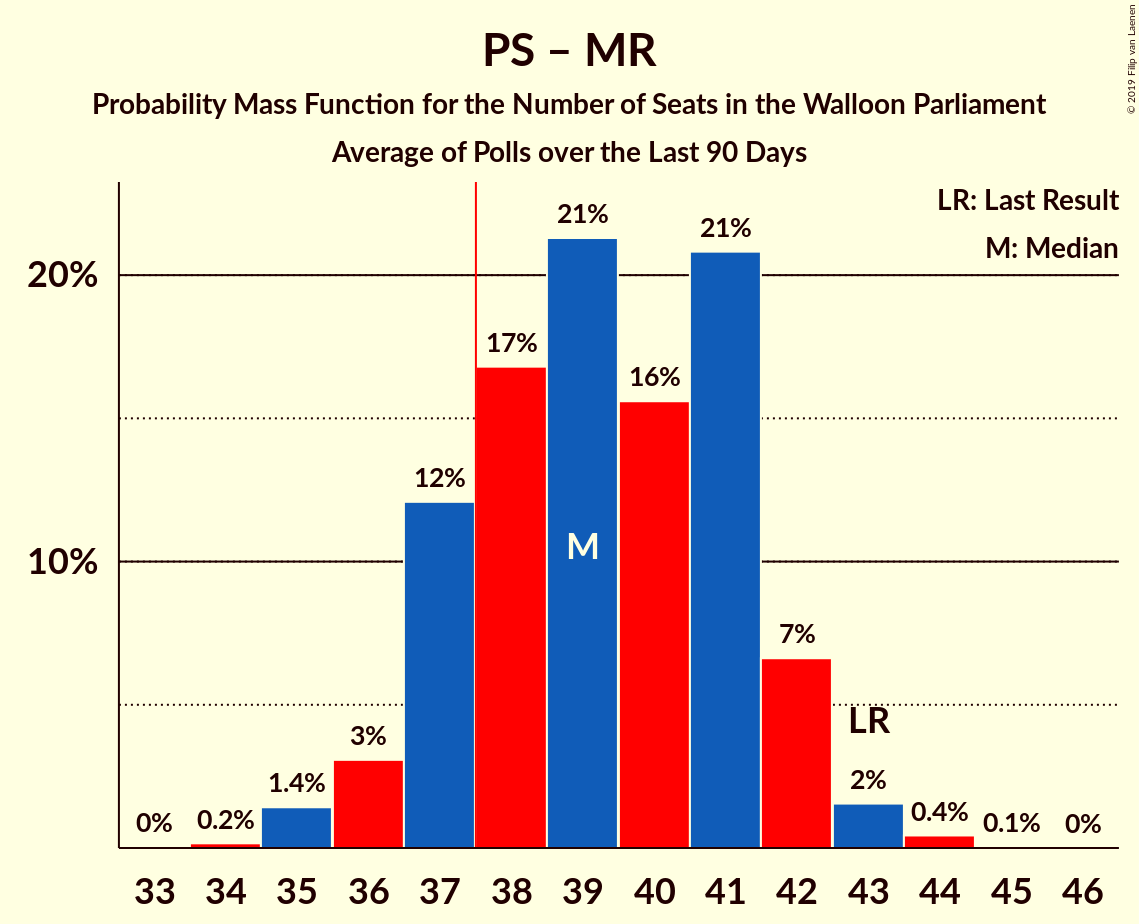 PS – MR
Probability Mass Function for the Number of Seats in the Walloon Parliament
Average of Polls over the Last 90 Days
© 2019 Filip van Laenen
LR: Last Result
M: Median
20%
10%
0%
0.2%
1.4%
3%
12%
17%
21%
16%
21%
7%
2%
0.4%
0.1%
0%
M
LR
33 34 35 36 37 38 39 40 41 42 43 44 45 46